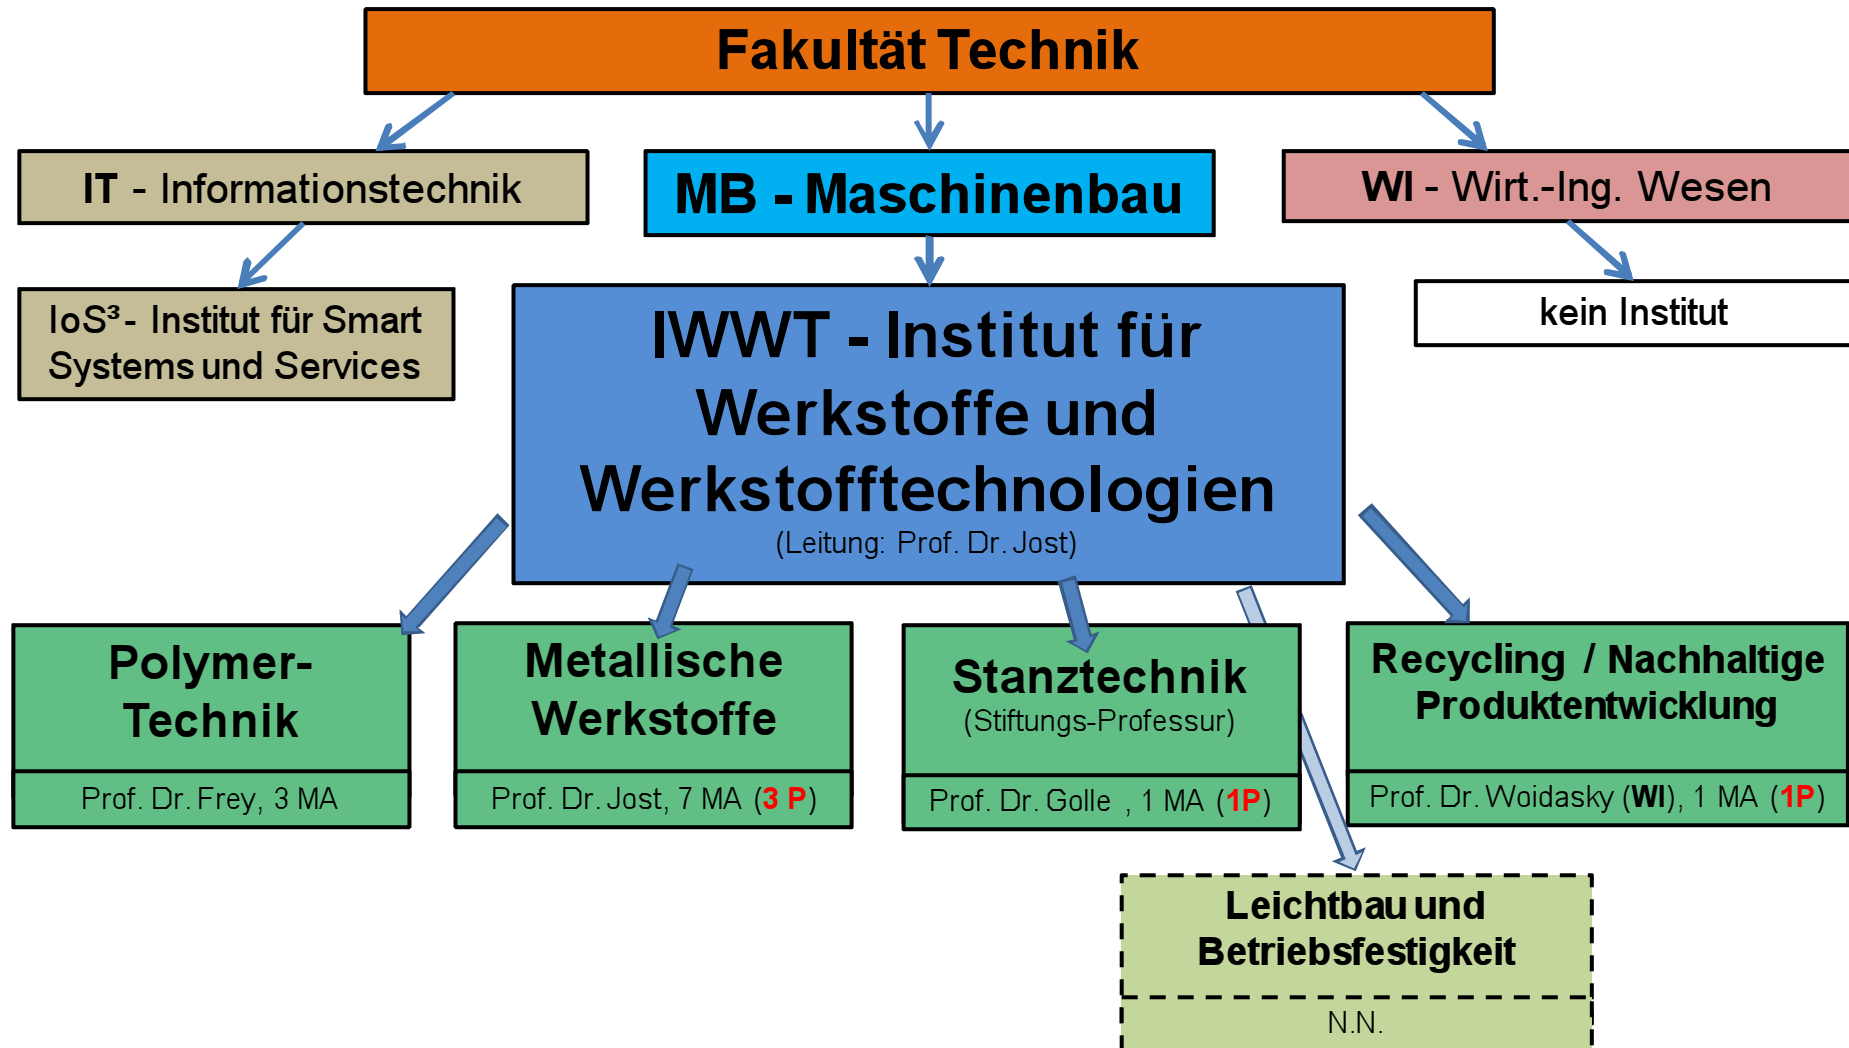 Fakultät Technik
IT - Informationstechnik
MB - Maschinenbau
WI - Wirt.-Ing. Wesen
IoS³ - Institut für Smart
Systems und Services
IWWT - Institut für
Werkstoffe und
Werkstofftechnologien
(Leitung: Prof. Dr. Jost)
kein Institut
Polymer-
Technik
Prof. Dr. Frey, 3 MA
Metallische
Werkstoffe
Prof. Dr. Jost, 7 MA (3 P)
Stanztechnik
(Stiftungs-Professur)
Prof. Dr. Golle , 1 MA (1P)
Recycling / Nachhaltige
Produktentwicklung
Prof. Dr. Woidasky (WI), 1 MA (1P)
Leichtbau und
Betriebsfestigkeit
N.N.